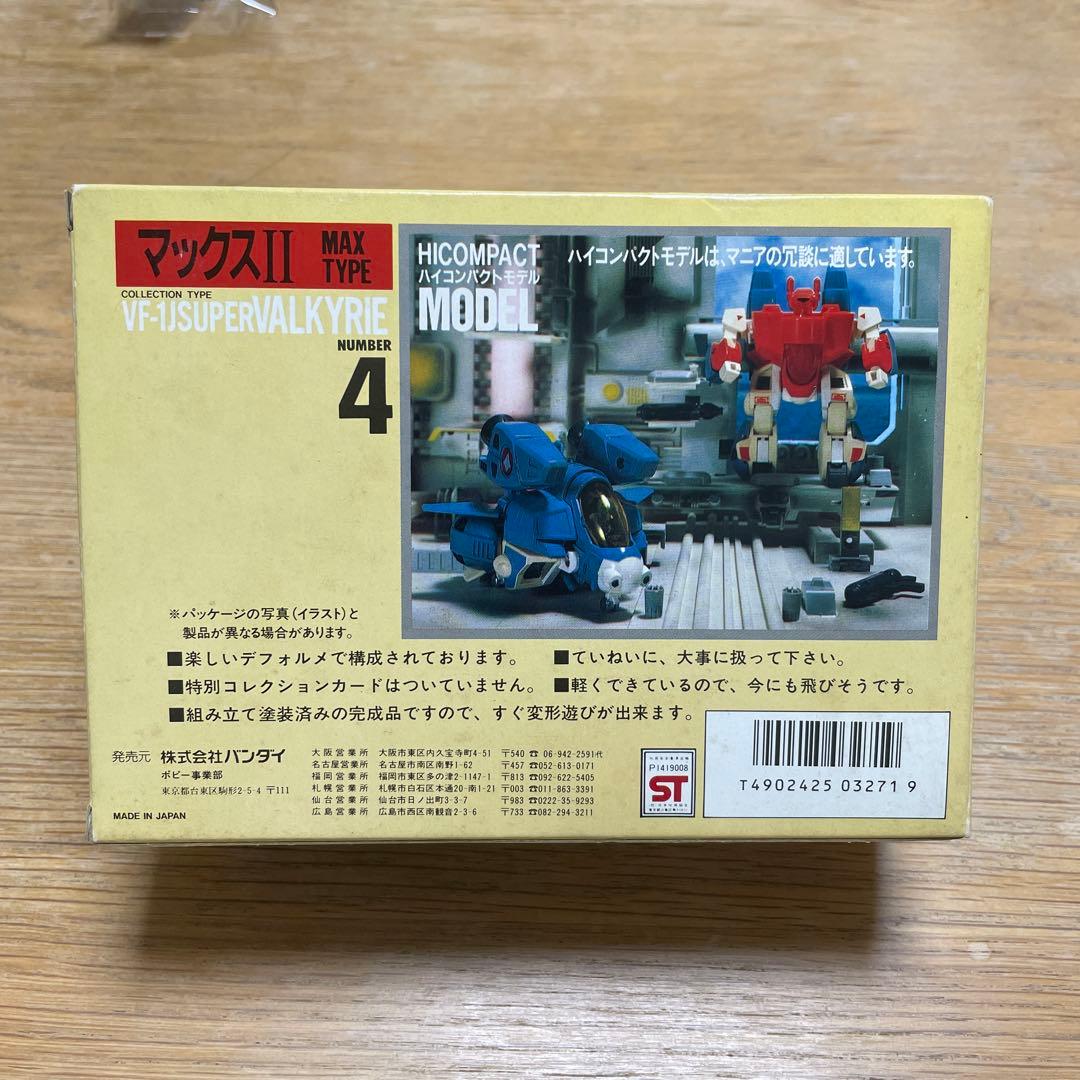 マックスII MAX TYPE
COLLECTION TYPE
VF-1JSUPERVALKYRIE
NUMBER
4
HICOMPACT
ハイコンパクトモデル
MODEL
ハイコンパクトモデルは、マニアの冗談に適しています。
※パッケージの写真(イラスト)と
製品が異なる場合があります。
■楽しいデフォルメで構成されております。 ■ていねいに、大事に扱って下さい。
■特別コレクションカードはついていません。 ■軽くできているので、今にも飛びそうです。
■組み立て塗装済みの完成品ですので、すぐ変形遊びが出来ます。
発売元 株式会社バンダイ
ポピー事業部
東京都台東区駒形2-5-4 〒111
MADE IN JAPAN
大阪営業所 大阪市東区内久宝寺町4-51 〒540 ☎06-942-2591代
名古屋営業所 名古屋市南区南野1-62 〒457 ☎052-613-0171
福岡営業所 福岡市東区多の津2-1147-1 〒813 ☎092-622-5405
札幌営業所 札幌市白石区本通20-南1-21 〒003 ☎011-863-3391
仙台営業所 仙台市日ノ出町3-3-7 〒983 ☎0222-35-9293
広島営業所 広島市西区南観音2-3-6 〒733 ☎082-294-3211
P1419008
ST
T4902425 032719